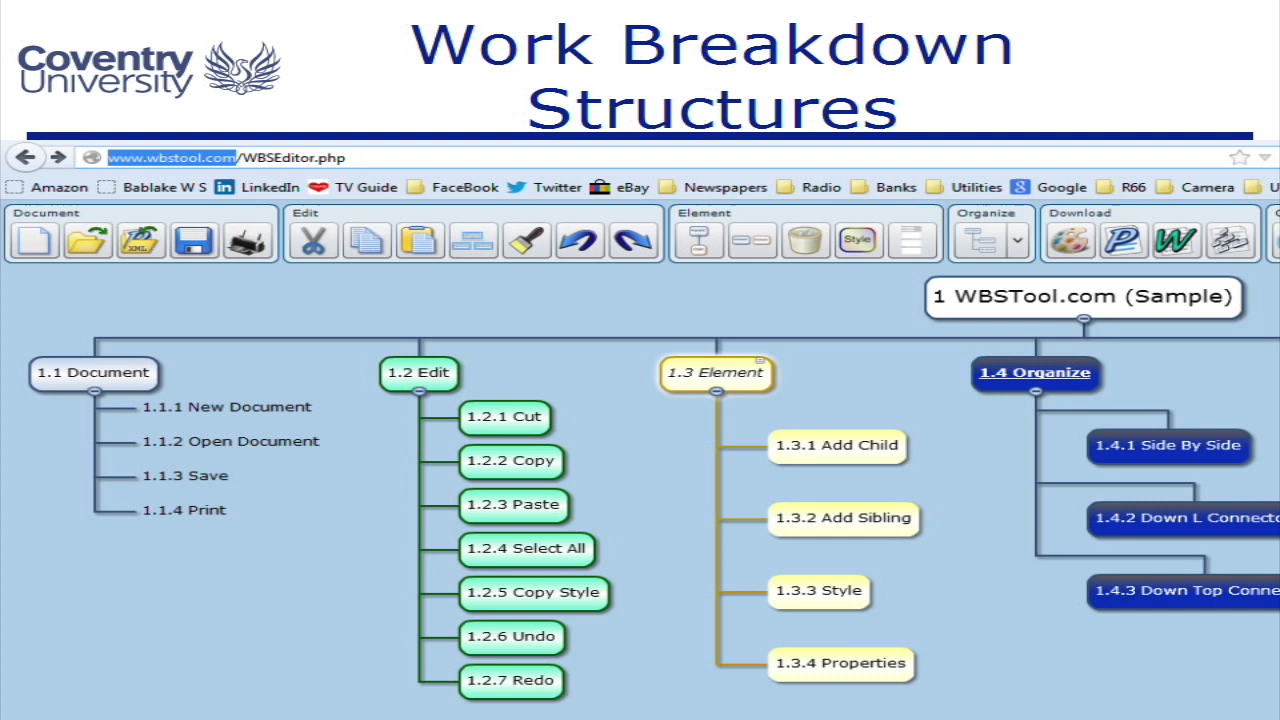 Coventry
University
Work Breakdown
Structures
www.wbstool.com/WBSEditor.php
Amazon Bablake W S LinkedIn TV Guide FaceBook Twitter eBay Newspapers Radio Banks Utilities Google R66 Camera U
Document Edit Element Organize Download
XML Style
1 WBSTool.com (Sample)
1.1 Document 1.2 Edit 1.3 Element 1.4 Organize
1.1.1 New Document
1.1.2 Open Document
1.1.3 Save
1.1.4 Print
1.2.1 Cut
1.2.2 Copy
1.2.3 Paste
1.2.4 Select All
1.2.5 Copy Style
1.2.6 Undo
1.2.7 Redo
1.3.1 Add Child
1.3.2 Add Sibling
1.3.3 Style
1.3.4 Properties
1.4.1 Side By Side
1.4.2 Down L Connecto
1.4.3 Down Top Conne